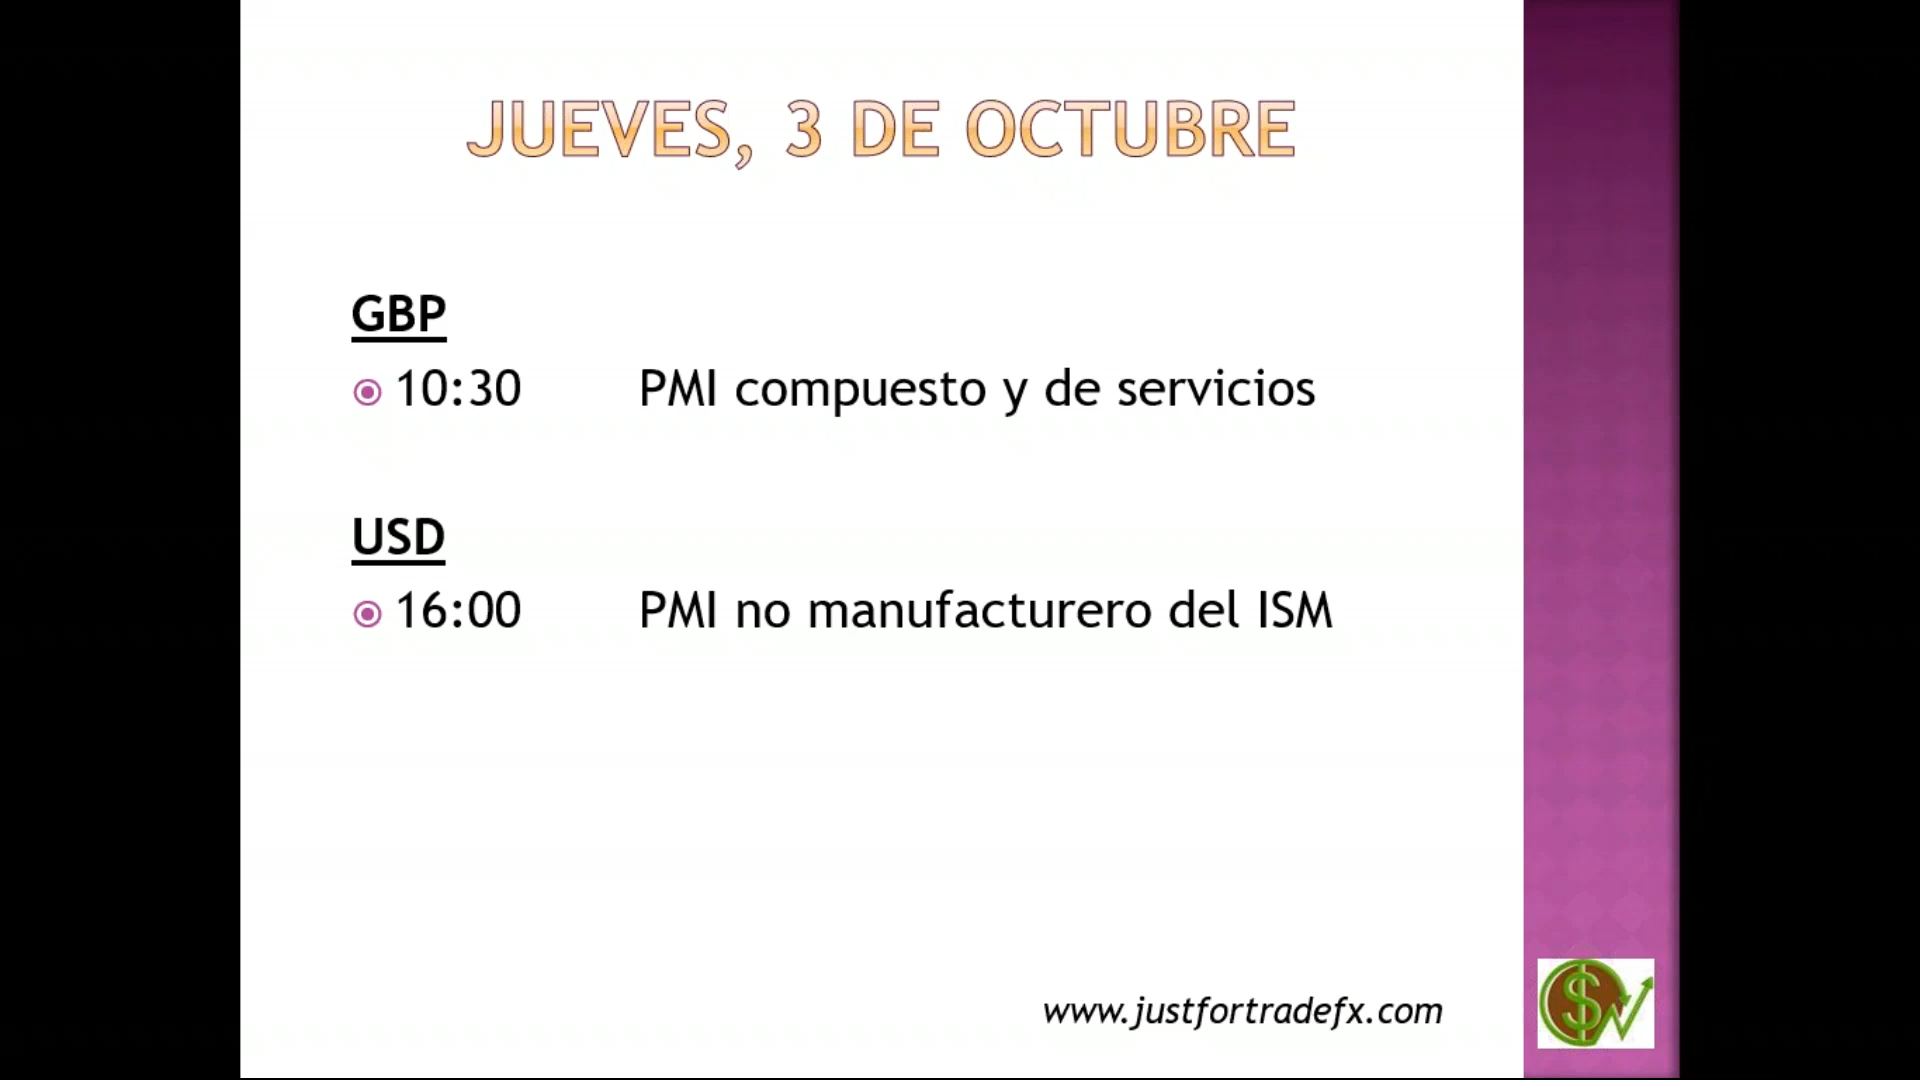 JUEVES, 3 DE OCTUBRE
GBP
10:30 PMI compuesto y de servicios
USD
16:00 PMI no manufacturero del ISM
www.justfortradefx.com